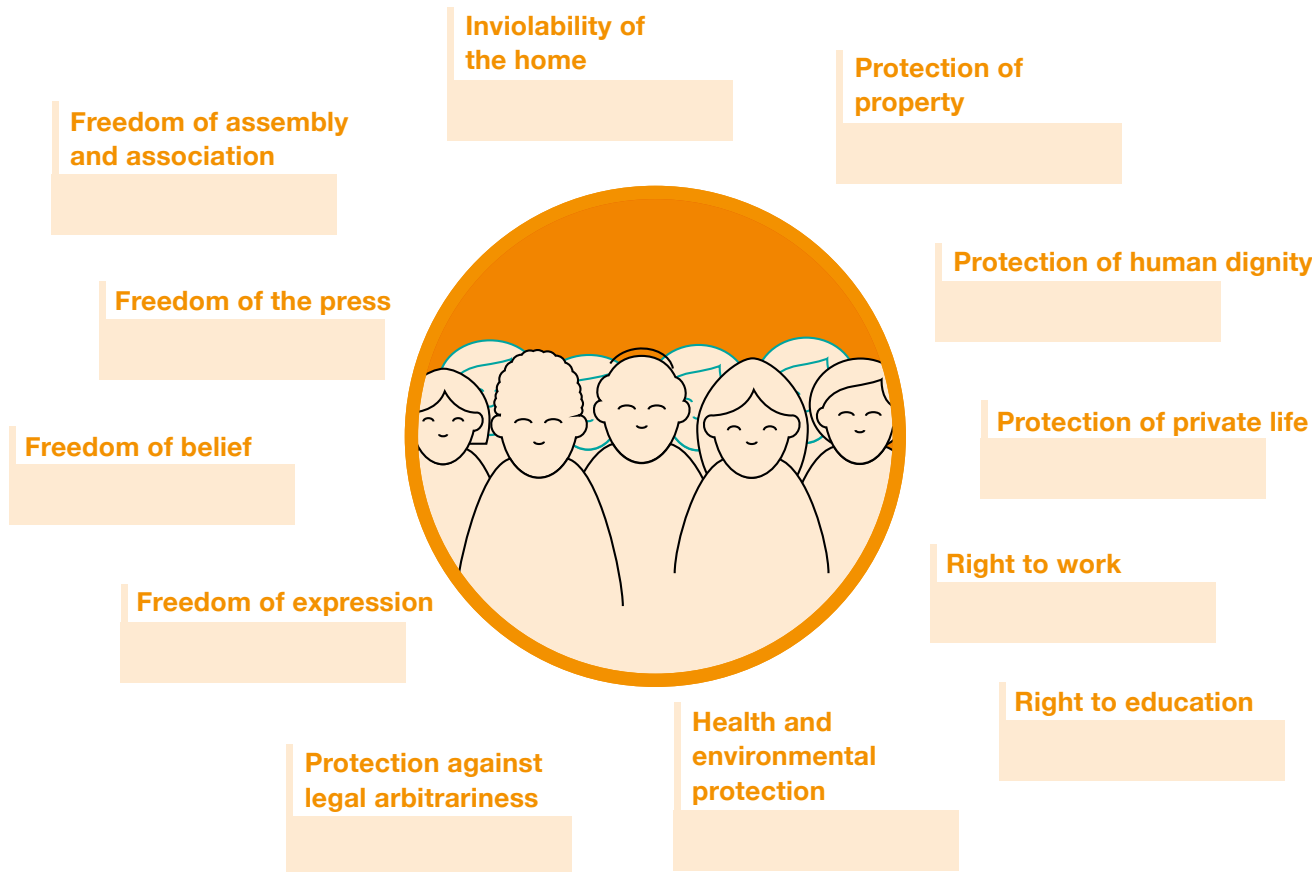 Inviolability of
the home
Protection of
property
Freedom of assembly
and association
Protection of human dignity
Freedom of the press
Protection of private life
Freedom of belief
Right to work
Freedom of expression
Right to education
Health and
environmental
protection
Protection against
legal arbitrariness